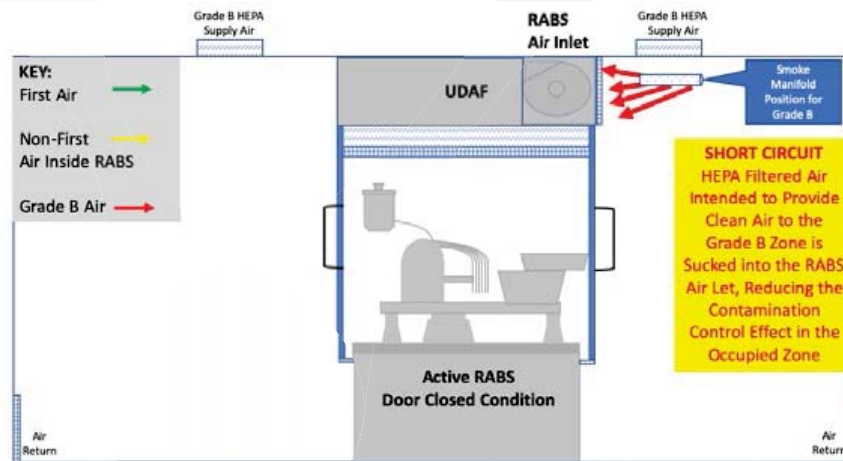 Grade B HEPA
Supply Air
RABS
Air Inlet
Grade B HEPA
Supply Air
KEY:
First Air
Non-First
Air Inside RABS
Grade B Air
UDAF
Smoke
Manifold
Position for
Grade B
SHORT CIRCUIT
HEPA Filtered Air
Intended to Provide
Clean Air to the
Grade B Zone is
Sucked into the RABS
Air Let, Reducing the
Contamination
Control Effect in the
Occupied Zone
Active RABS
Door Closed Condition
Air
Return
Air
Return